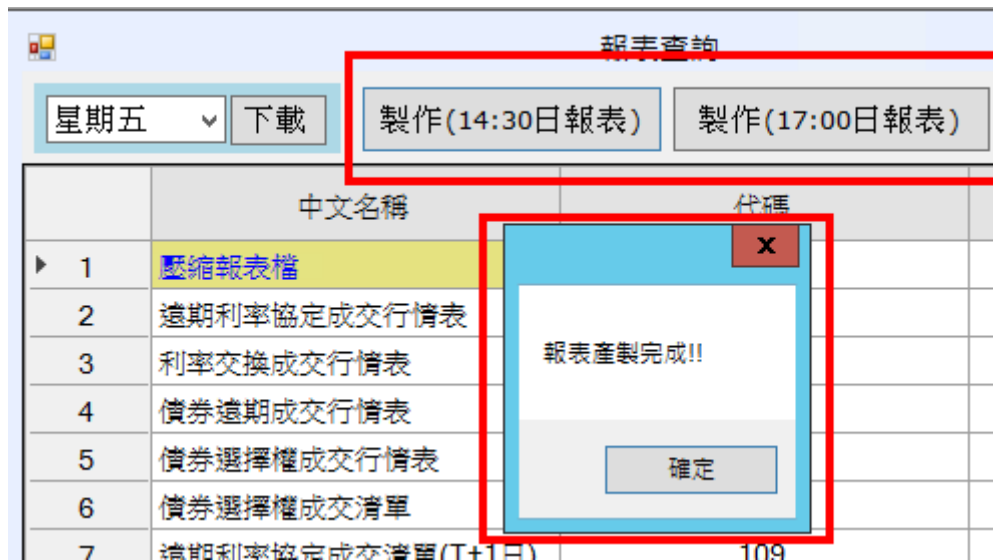 報表查詢
星期五 下載 製作(14:30日報表) 製作(17:00日報表)
中文名稱 代碼
x
1 壓縮報表檔
2 遠期利率協定成交行情表
報表產製完成!!
3 利率交換成交行情表
4 債券遠期成交行情表
5 債券選擇權成交行情表
確定
6 債券選擇權成交清單
7 遠期利率協定成交清單(T+1日) 109